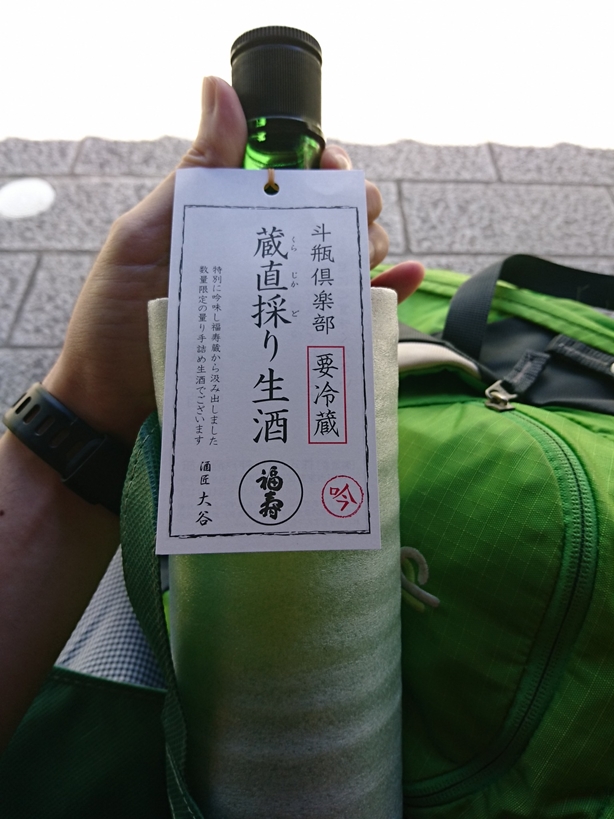 斗瓶倶楽部
要冷蔵
吟
蔵直採り生酒
くら じか ど
福寿
特別に吟味し福寿蔵から汲み出しました
数量限定の量り手詰め生酒でございます
酒匠 大谷